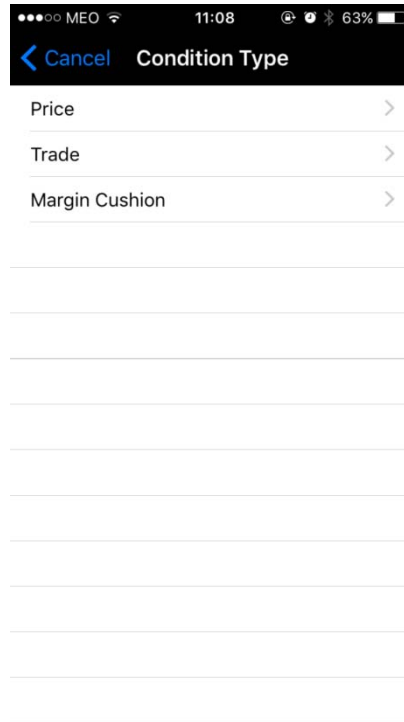 MEO 11:08 63%
Cancel Condition Type
Price
Trade
Margin Cushion